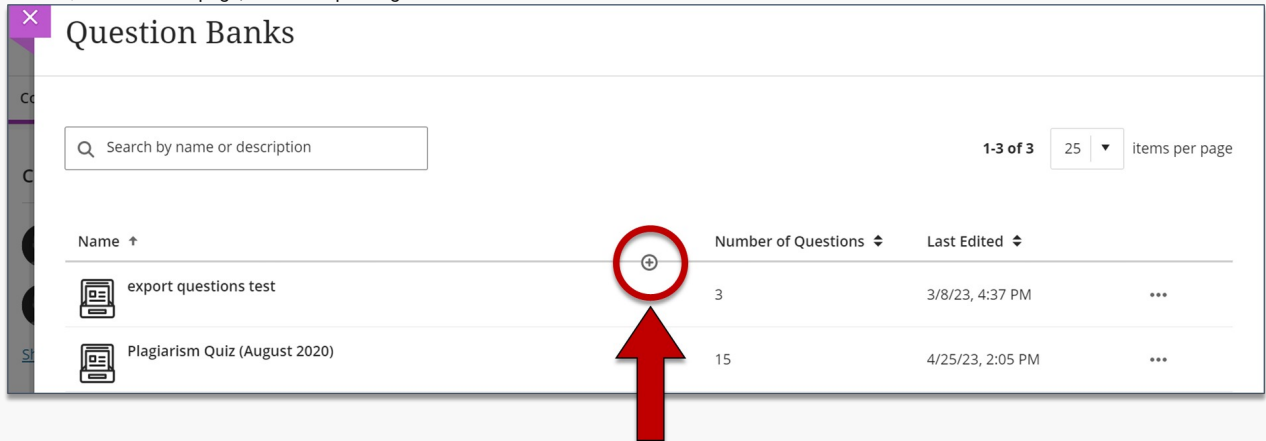 Question Banks
Search by name or description
1-3 of 3 25 items per page
Name Number of Questions Last Edited
export questions test 3 3/8/23, 4:37 PM
Plagiarism Quiz (August 2020) 15 4/25/23, 2:05 PM